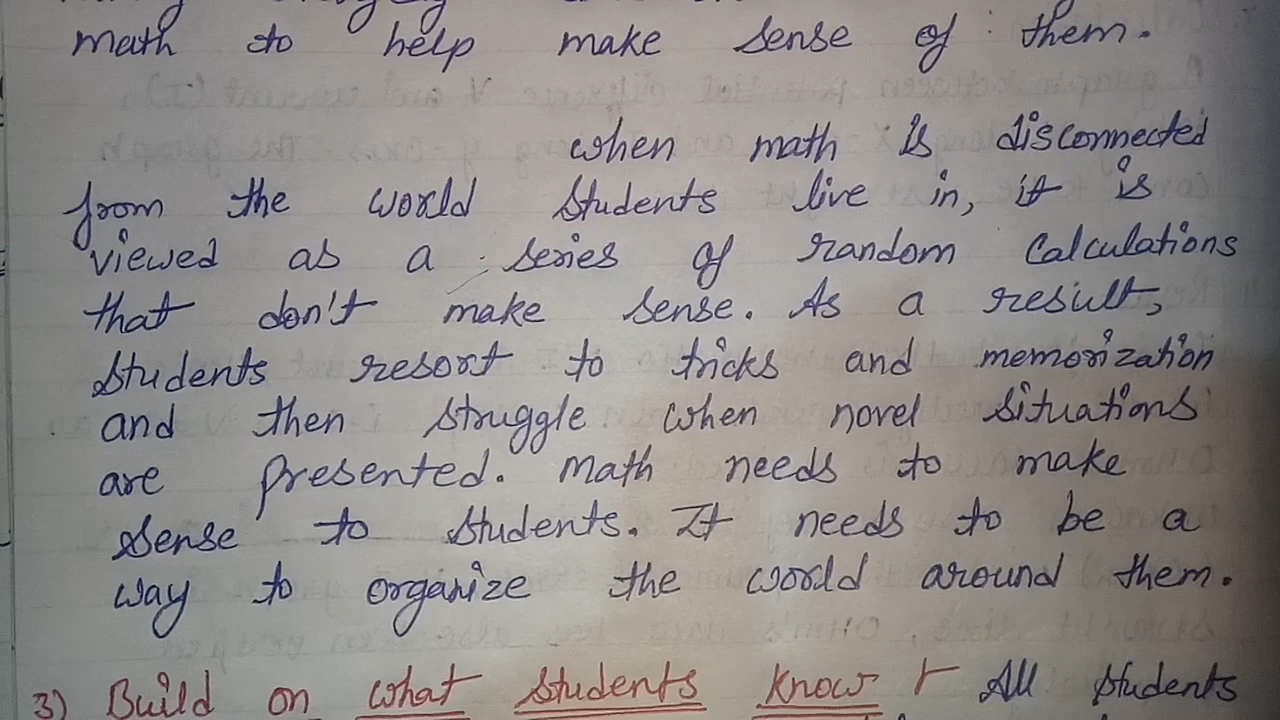 math to help make sense of them.
when math is disconnected
from the world students live in, it is
viewed as a series of random calculations
that don't make sense. As a result,
students resort to tricks and memorization
and then struggle when novel situations
are presented. Math needs to make
sense to students. It needs to be a
way to organize the world around them.
3) Build on what students know All students